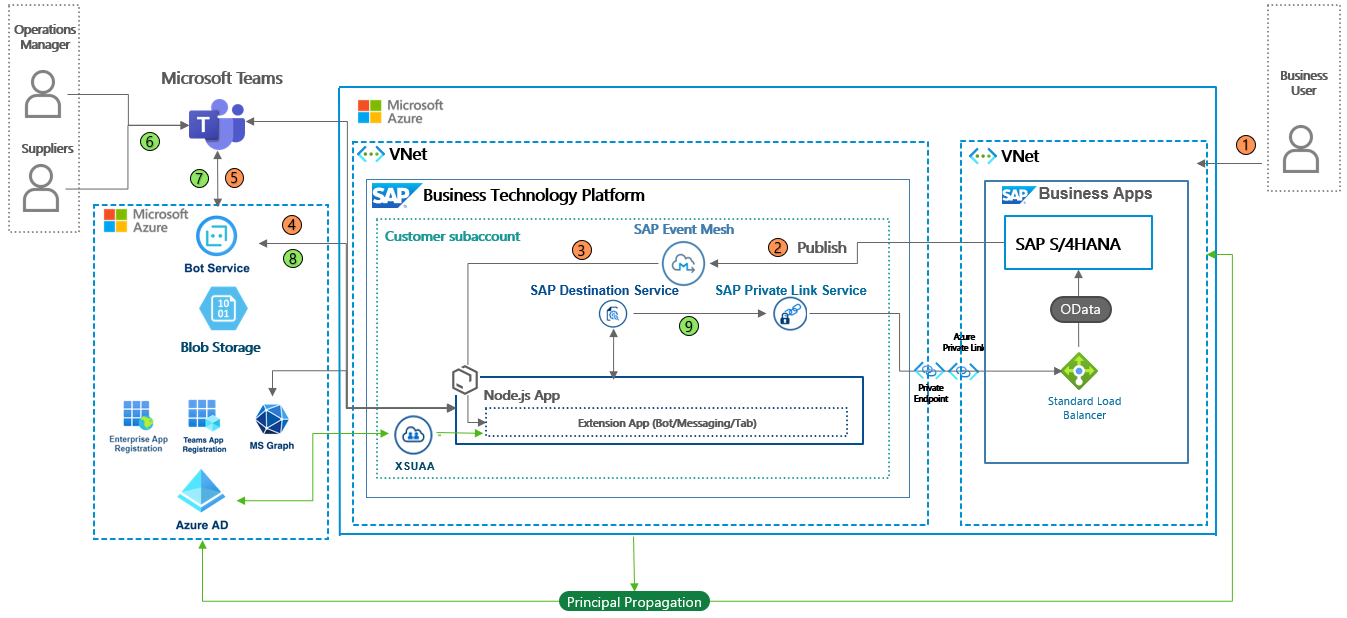 Operations
Manager
Suppliers
Microsoft Teams
T
6
7
5
Microsoft
Azure
Bot Service
4
8
10
01
Blob Storage
Enterprise App
Registration
Teams App
Registration
MS Graph
Azure AD
Microsoft
Azure
VNet
SAP
Business Technology Platform
Customer subaccount
SAP Event Mesh
3
2
Publish
SAP Destination Service
SAP Private Link Service
9
Node.js App
Extension App (Bot/Messaging/Tab)
XSUAA
Azure
Private Link
Private
Endpoint
VNet
SAP
Business Apps
SAP S/4HANA
OData
Standard Load
Balancer
1
Business
User
Principal Propagation